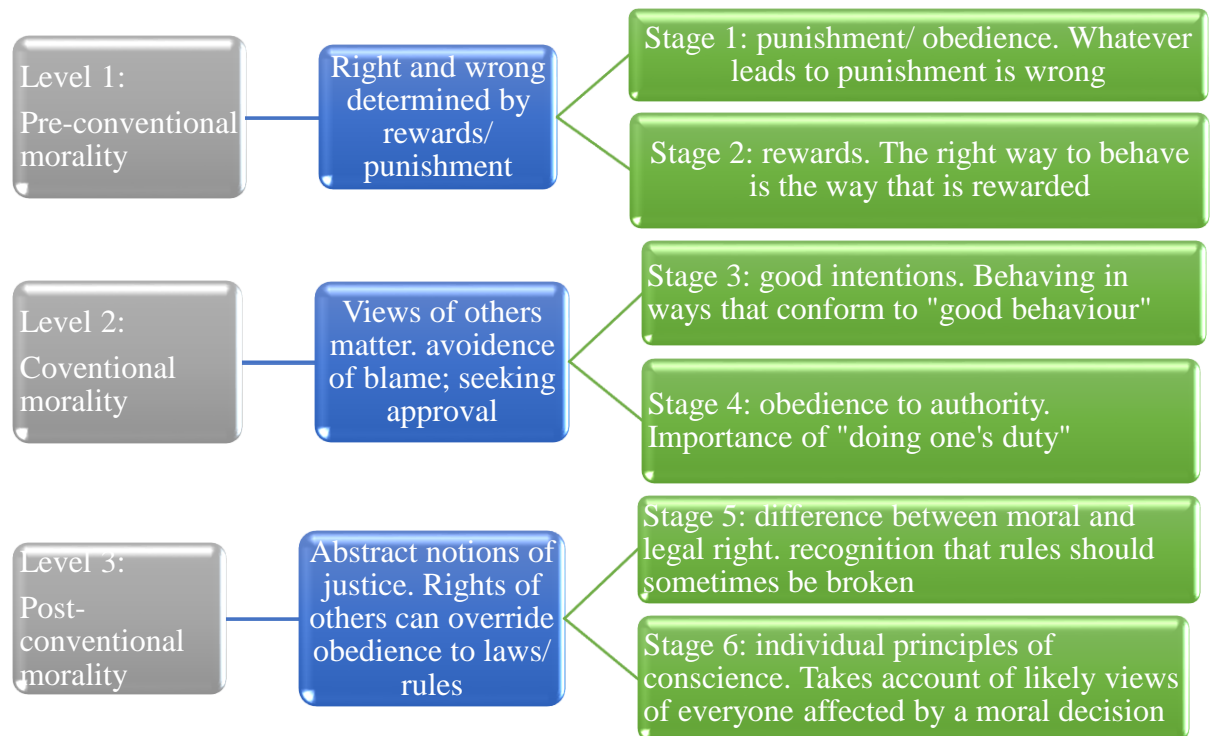 Level 1:
Pre-conventional
morality
Right and wrong
determined by
rewards/
punishment
Stage 1: punishment/ obedience. Whatever
leads to punishment is wrong
Stage 2: rewards. The right way to behave
is the way that is rewarded
Level 2:
Coventional
morality
Views of others
matter. avoidence
of blame; seeking
approval
Stage 3: good intentions. Behaving in
ways that conform to "good behaviour"
Stage 4: obedience to authority.
Importance of "doing one's duty"
Level 3:
Post-
conventional
morality
Abstract notions of
justice. Rights of
others can override
obedience to laws/
rules
Stage 5: difference between moral and
legal right. recognition that rules should
sometimes be broken
Stage 6: individual principles of
conscience. Takes account of likely views
of everyone affected by a moral decision